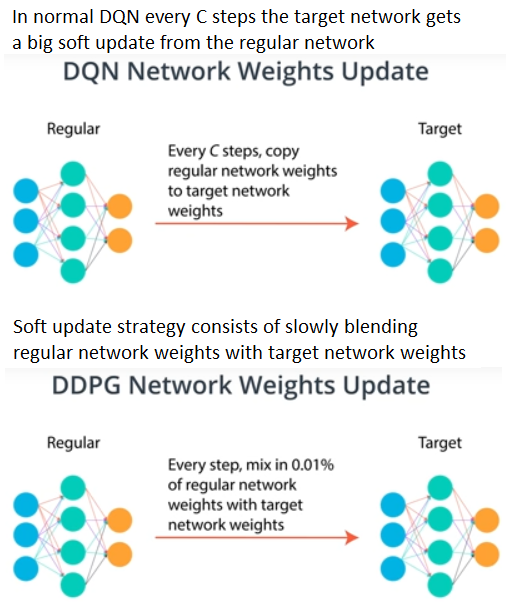 In normal DQN every C steps the target network gets
a big soft update from the regular network
DQN Network Weights Update
Regular
Target
Every C steps, copy
regular network weights
to target network
weights
Soft update strategy consists of slowly blending
regular network weights with target network weights
DDPG Network Weights Update
Regular
Target
Every step, mix in 0.01%
of regular network
weights with target
network weights